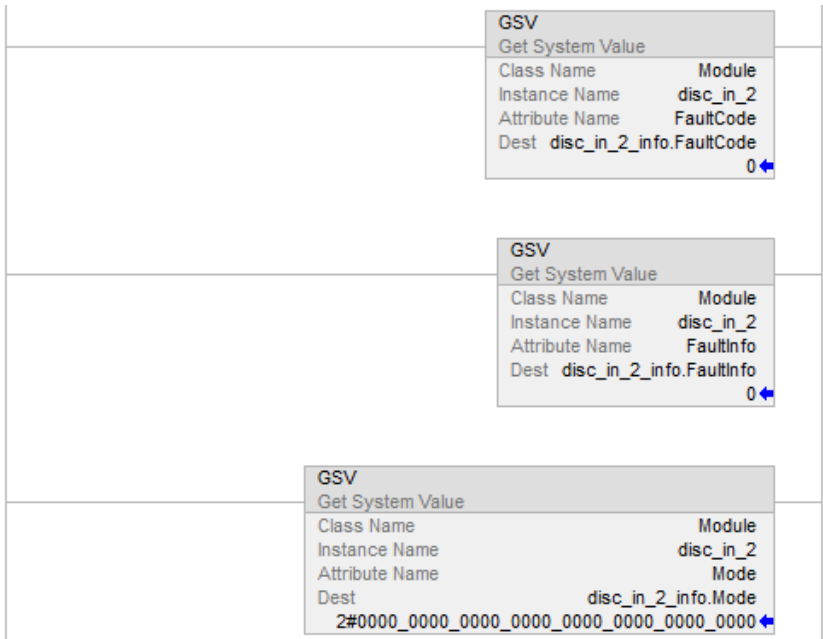 GSV
Get System Value
Class Name Module
Instance Name disc_in_2
Attribute Name FaultCode
Dest disc_in_2_info.FaultCode
0
GSV
Get System Value
Class Name Module
Instance Name disc_in_2
Attribute Name FaultInfo
Dest disc_in_2_info.FaultInfo
0
GSV
Get System Value
Class Name Module
Instance Name disc_in_2
Attribute Name Mode
Dest disc_in_2_info.Mode
2#0000_0000_0000_0000_0000_0000_0000_0000